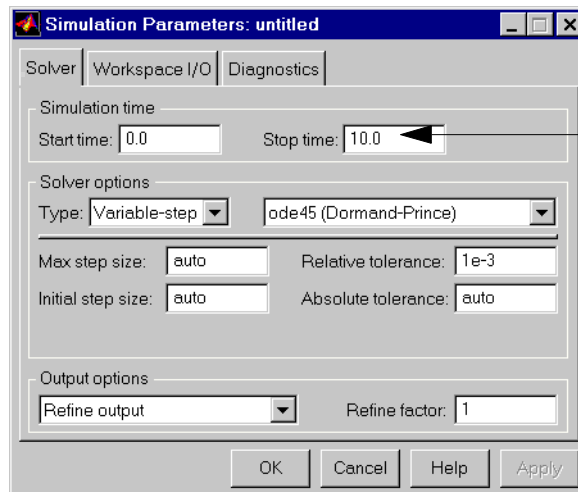 Simulation Parameters: untitled
Solver Workspace I/O Diagnostics
Simulation time
Start time: 0.0 Stop time: 10.0
Solver options
Type: Variable-step ode45 (Dormand-Prince)
Max step size: auto Relative tolerance: 1e-3
Initial step size: auto Absolute tolerance: auto
Output options
Refine output Refine factor: 1
OK Cancel Help Apply